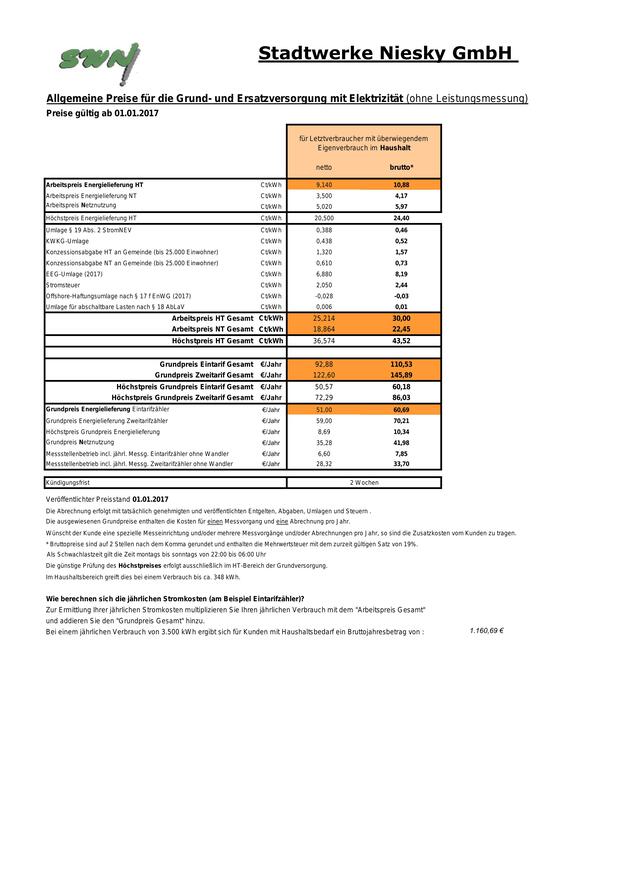 SWN
Stadtwerke Niesky GmbH
Allgemeine Preise für die Grund- und Ersatzversorgung mit Elektrizität (ohne Leistungsmessung)
Preise gültig ab 01.01.2017
für Letztverbraucher mit überwiegendem
Eigenverbrauch im Haushalt
netto brutto*
Arbeitspreis Energielieferung HT Ct/kWh 9,140 10,88
Arbeitspreis Energielieferung NT Ct/kWh 3,500 4,17
Arbeitspreis Netznutzung Ct/kWh 5,020 5,97
Höchstpreis Energielieferung HT Ct/kWh 20,500 24,40
Umlage § 19 Abs. 2 StromNEV Ct/kWh 0,388 0,46
KWKG-Umlage Ct/kWh 0,438 0,52
Konzessionsabgabe HT an Gemeinde (bis 25.000 Einwohner) Ct/kWh 1,320 1,57
Konzessionsabgabe NT an Gemeinde (bis 25.000 Einwohner) Ct/kWh 0,610 0,73
EEG-Umlage (2017) Ct/kWh 6,880 8,19
Stromsteuer Ct/kWh 2,050 2,44
Offshore-Haftungsumlage nach § 17 f EnWG (2017) Ct/kWh -0,028 -0,03
Umlage für abschaltbare Lasten nach § 18 AbLaV Ct/kWh 0,006 0,01
Arbeitspreis HT Gesamt Ct/kWh 25,214 30,00
Arbeitspreis NT Gesamt Ct/kWh 18,864 22,45
Höchstpreis HT Gesamt Ct/kWh 36,574 43,52
Grundpreis Eintarif Gesamt €/Jahr 92,88 110,53
Grundpreis Zweitarif Gesamt €/Jahr 122,60 145,89
Höchstpreis Grundpreis Eintarif Gesamt €/Jahr 50,57 60,18
Höchstpreis Grundpreis Zweitarif Gesamt €/Jahr 72,29 86,03
Grundpreis Energielieferung Eintarifzähler €/Jahr 51,00 60,69
Grundpreis Energielieferung Zweitarifzähler €/Jahr 59,00 70,21
Höchstpreis Grundpreis Energielieferung €/Jahr 8,69 10,34
Grundpreis Netznutzung €/Jahr 35,28 41,98
Messstellenbetrieb incl. jährl. Messg. Eintarifzähler ohne Wandler €/Jahr 6,60 7,85
Messstellenbetrieb incl. jährl. Messg. Zweitarifzähler ohne Wandler €/Jahr 28,32 33,70
Kündigungsfrist 2 Wochen
Veröffentlichter Preisstand 01.01.2017
Die Abrechnung erfolgt mit tatsächlich genehmigten und veröffentlichten Entgelten, Abgaben, Umlagen und Steuern .
Die ausgewiesenen Grundpreise enthalten die Kosten für einen Messvorgang und eine Abrechnung pro Jahr.
Wünscht der Kunde eine spezielle Messeinrichtung und/oder mehrere Messvorgänge und/oder Abrechnungen pro Jahr, so sind die Zusatzkosten vom Kunden zu tragen.
* Bruttopreise sind auf 2 Stellen nach dem Komma gerundet und enthalten die Mehrwertsteuer mit dem zurzeit gültigen Satz von 19%.
Als Schwachlastzeit gilt die Zeit montags bis sonntags von 22:00 bis 06:00 Uhr
Die günstige Prüfung des Höchstpreises erfolgt ausschließlich im HT-Bereich der Grundversorgung.
Im Haushaltsbereich greift dies bei einem Verbrauch bis ca. 348 kWh.
Wie berechnen sich die jährlichen Stromkosten (am Beispiel Eintarifzähler)?
Zur Ermittlung Ihrer jährlichen Stromkosten multiplizieren Sie Ihren jährlichen Verbrauch mit dem "Arbeitspreis Gesamt"
und addieren Sie den "Grundpreis Gesamt" hinzu.
Bei einem jährlichen Verbrauch von 3.500 kWh ergibt sich für Kunden mit Haushaltsbedarf ein Bruttojahresbetrag von : 1.160,69 €